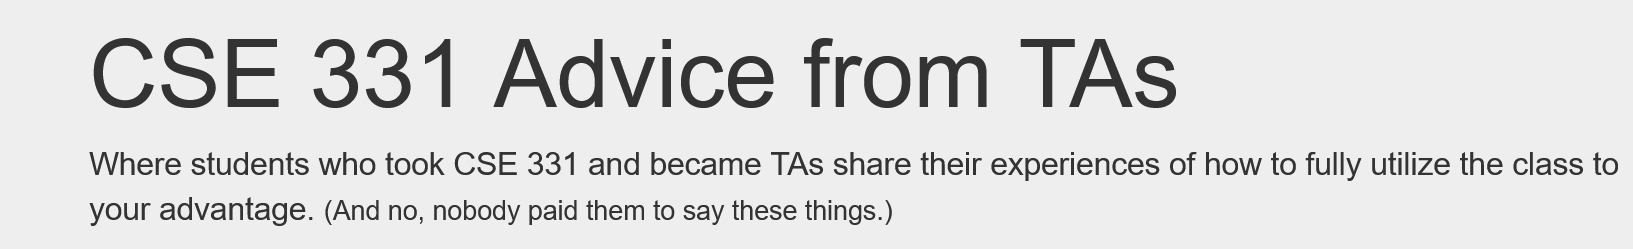 CSE 331 Advice from TAs
Where students who took CSE 331 and became TAs share their experiences of how to fully utilize the class to
your advantage. (And no, nobody paid them to say these things.)